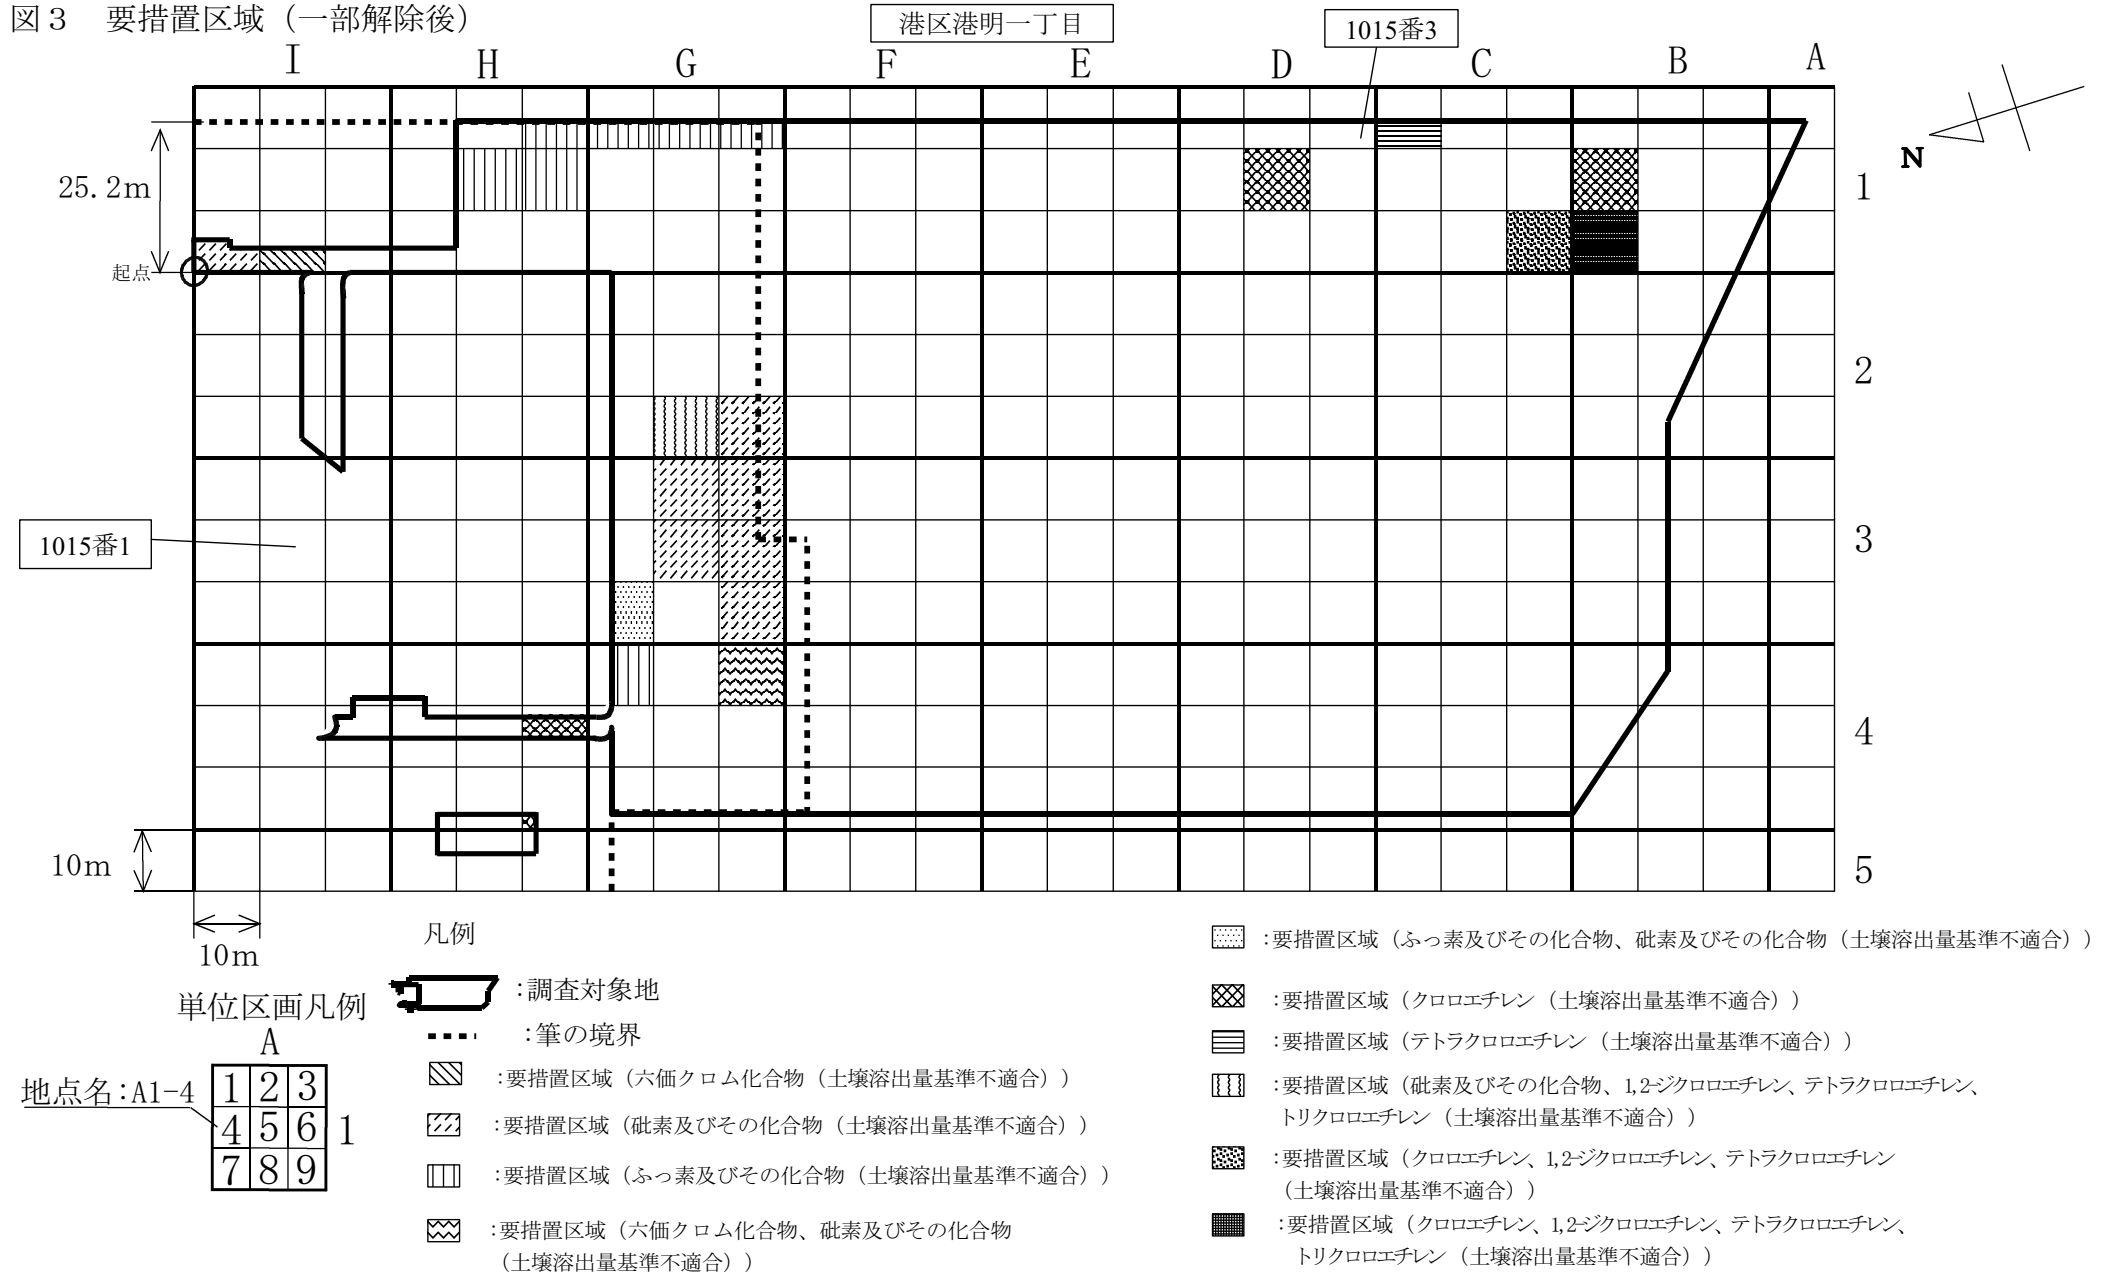 図３　要措置区域（一部解除後）
港区港明一丁目
1015番3
I H G F E D C B A
N
25.2m
起点
1
2
3
4
5
1015番1
10m
10m
凡例
:調査対象地
:筆の境界
:要措置区域（六価クロム化合物（土壌溶出量基準不適合））
:要措置区域（砒素及びその化合物（土壌溶出量基準不適合））
:要措置区域（ふっ素及びその化合物（土壌溶出量基準不適合））
:要措置区域（六価クロム化合物、砒素及びその化合物
（土壌溶出量基準不適合））
:要措置区域（ふっ素及びその化合物、砒素及びその化合物（土壌溶出量基準不適合））
:要措置区域（クロロエチレン（土壌溶出量基準不適合））
:要措置区域（テトラクロロエチレン（土壌溶出量基準不適合））
:要措置区域（砒素及びその化合物、1,2-ジクロロエチレン、テトラクロロエチレン、
トリクロロエチレン（土壌溶出量基準不適合））
:要措置区域（クロロエチレン、1,2-ジクロロエチレン、テトラクロロエチレン
（土壌溶出量基準不適合））
:要措置区域（クロロエチレン、1,2-ジクロロエチレン、テトラクロロエチレン、
トリクロロエチレン（土壌溶出量基準不適合））
単位区画凡例
A
地点名:A1-4
1 2 3
4 5 6 1
7 8 9